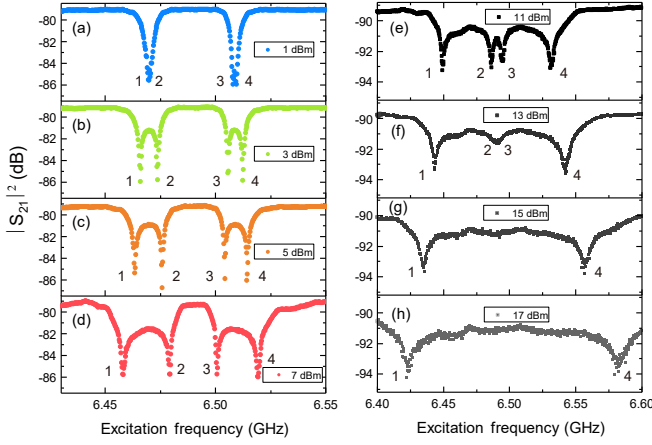 (a)
1 dBm
1 2 3 4
-80
-82
-84
-86
(b)
3 dBm
1 2 3 4
-80
-82
-84
-86
(c)
5 dBm
1 2 3 4
-80
-82
-84
-86
(d)
7 dBm
1 2 3 4
-80
-82
-84
-86
6.45 6.50 6.55
Excitation frequency (GHz)
|S21|² (dB)
(e)
11 dBm
1 2 3 4
-90
-92
-94
(f)
13 dBm
1 2 3 4
-90
-92
-94
(g)
15 dBm
1 4
-90
-92
-94
(h)
17 dBm
1 4
-90
-92
-94
6.40 6.45 6.50 6.55 6.60
Excitation frequency (GHz)